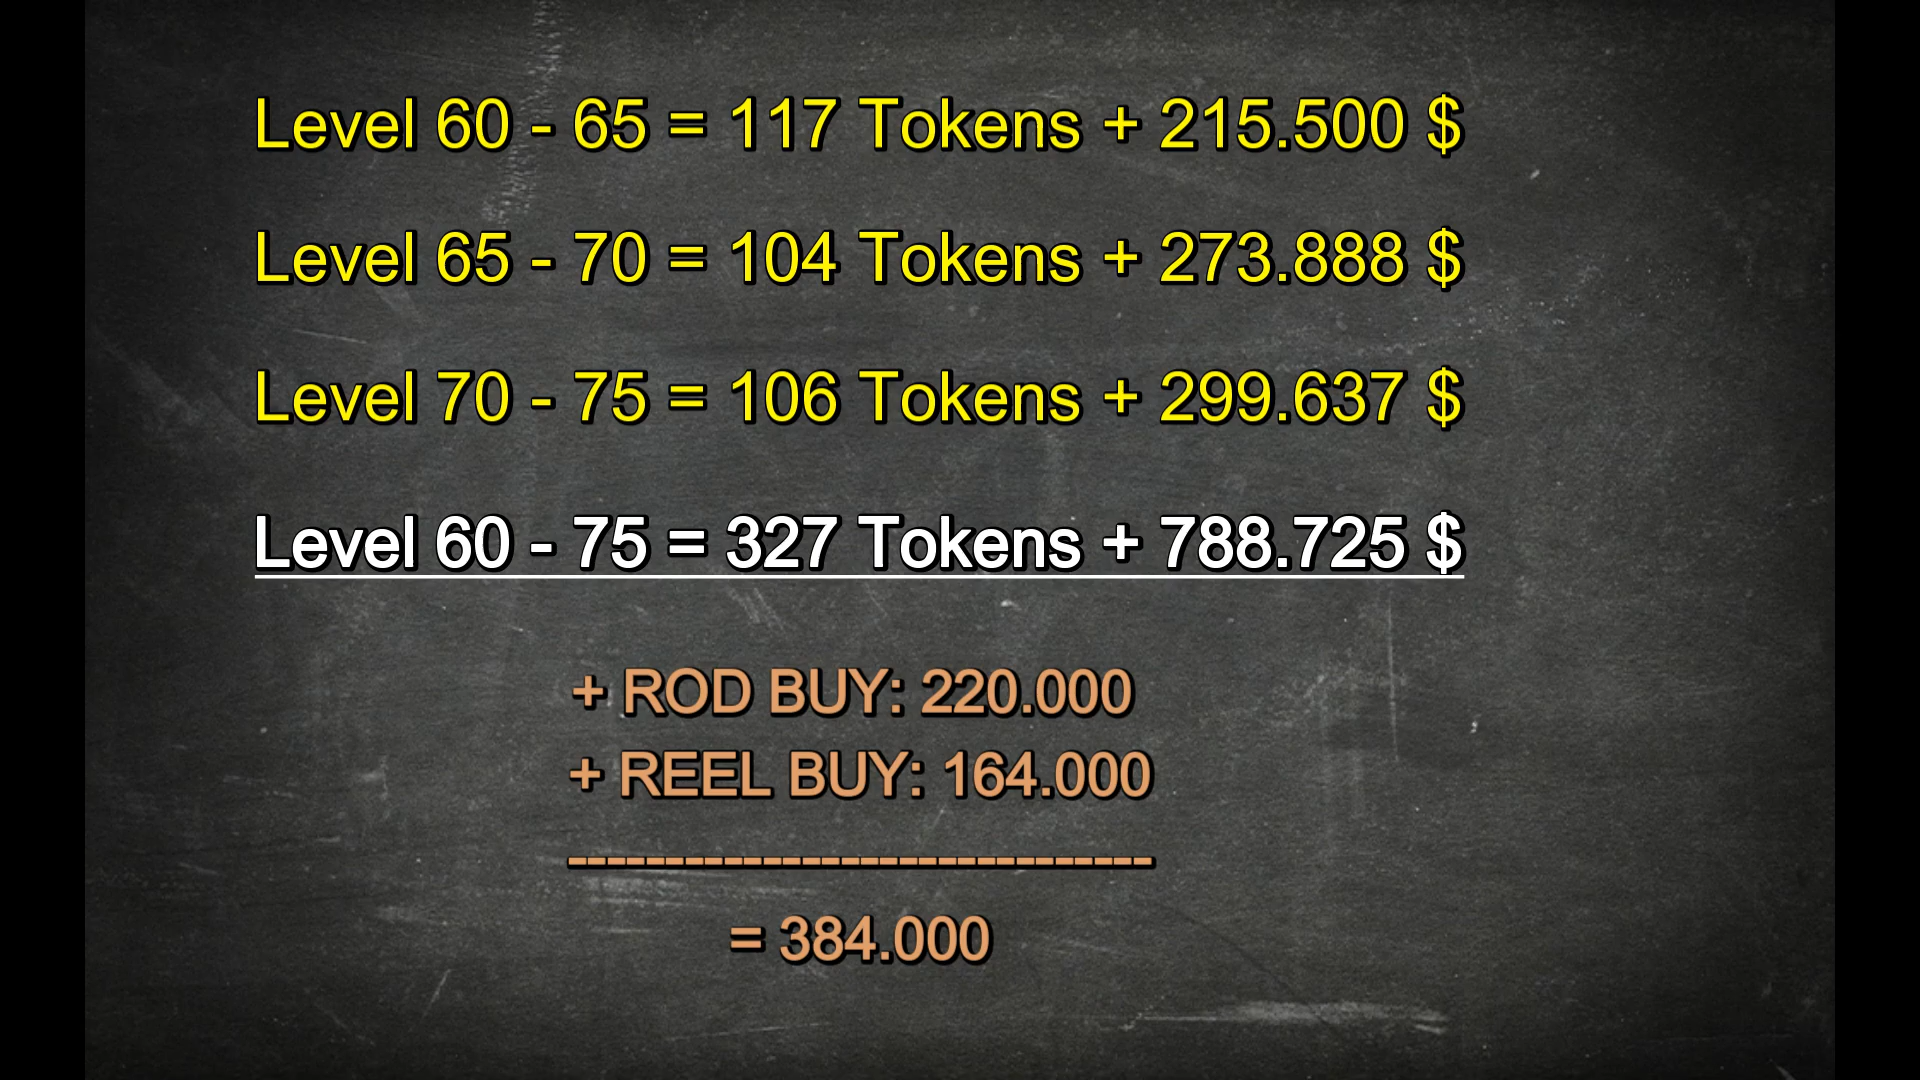 Level 60 - 65 = 117 Tokens + 215.500 $
Level 65 - 70 = 104 Tokens + 273.888 $
Level 70 - 75 = 106 Tokens + 299.637 $
Level 60 - 75 = 327 Tokens + 788.725 $
+ ROD BUY: 220.000
+ REEL BUY: 164.000
------------------------------
= 384.000